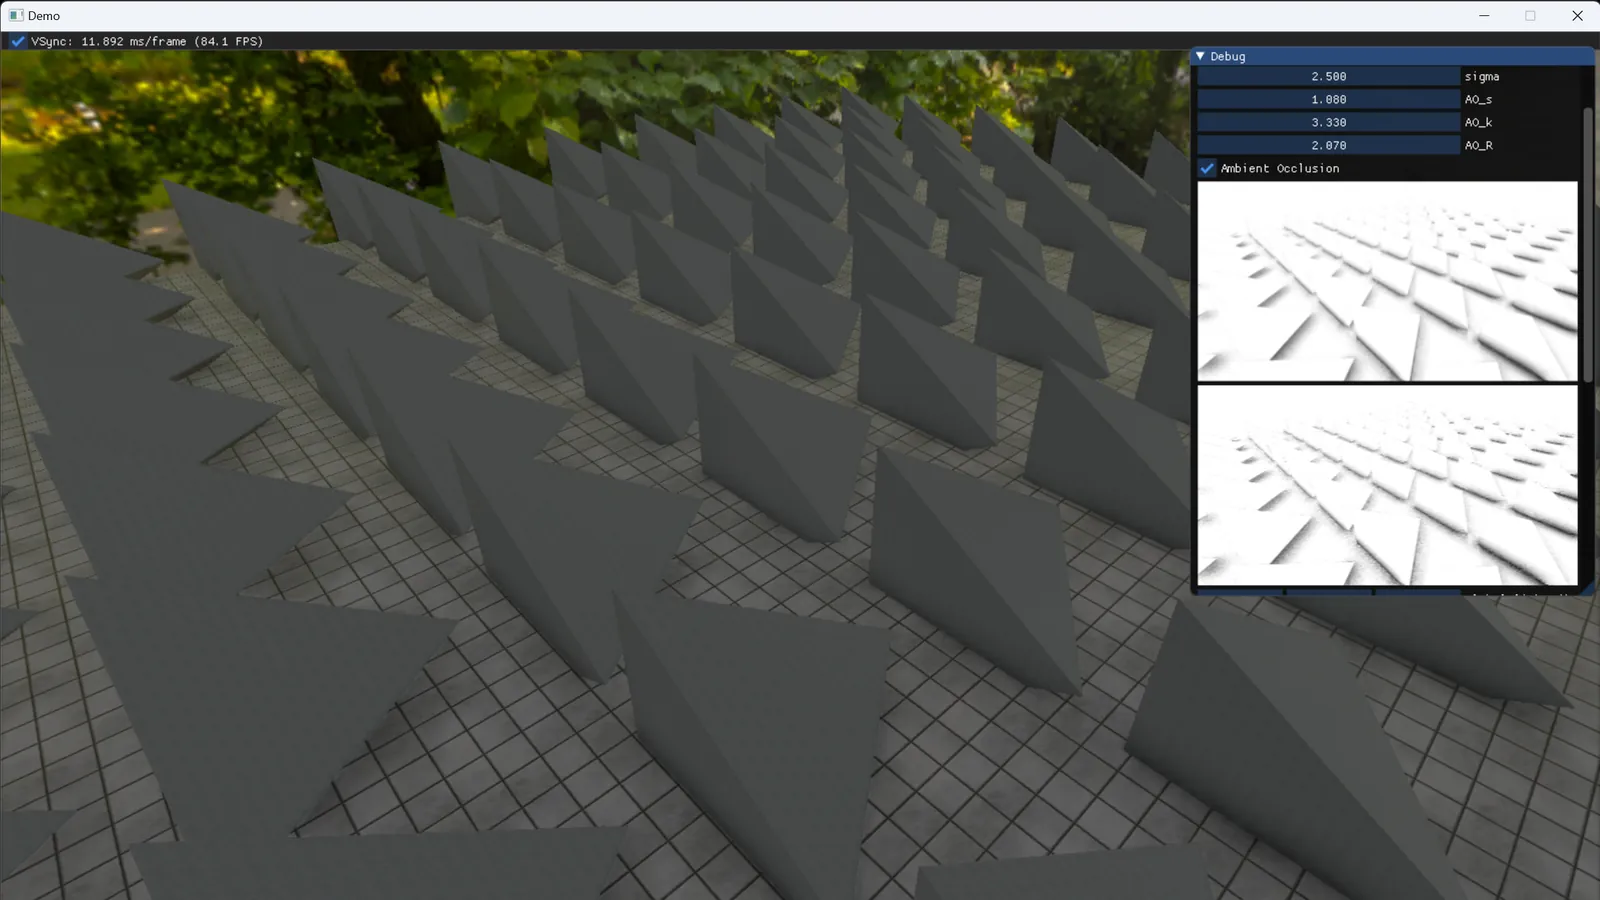 Demo
VSync: 11.892 ms/frame (84.1 FPS)
Debug
2.500 sigma
1.080 AO_s
3.330 AO_k
2.070 AO_R
Ambient Occlusion